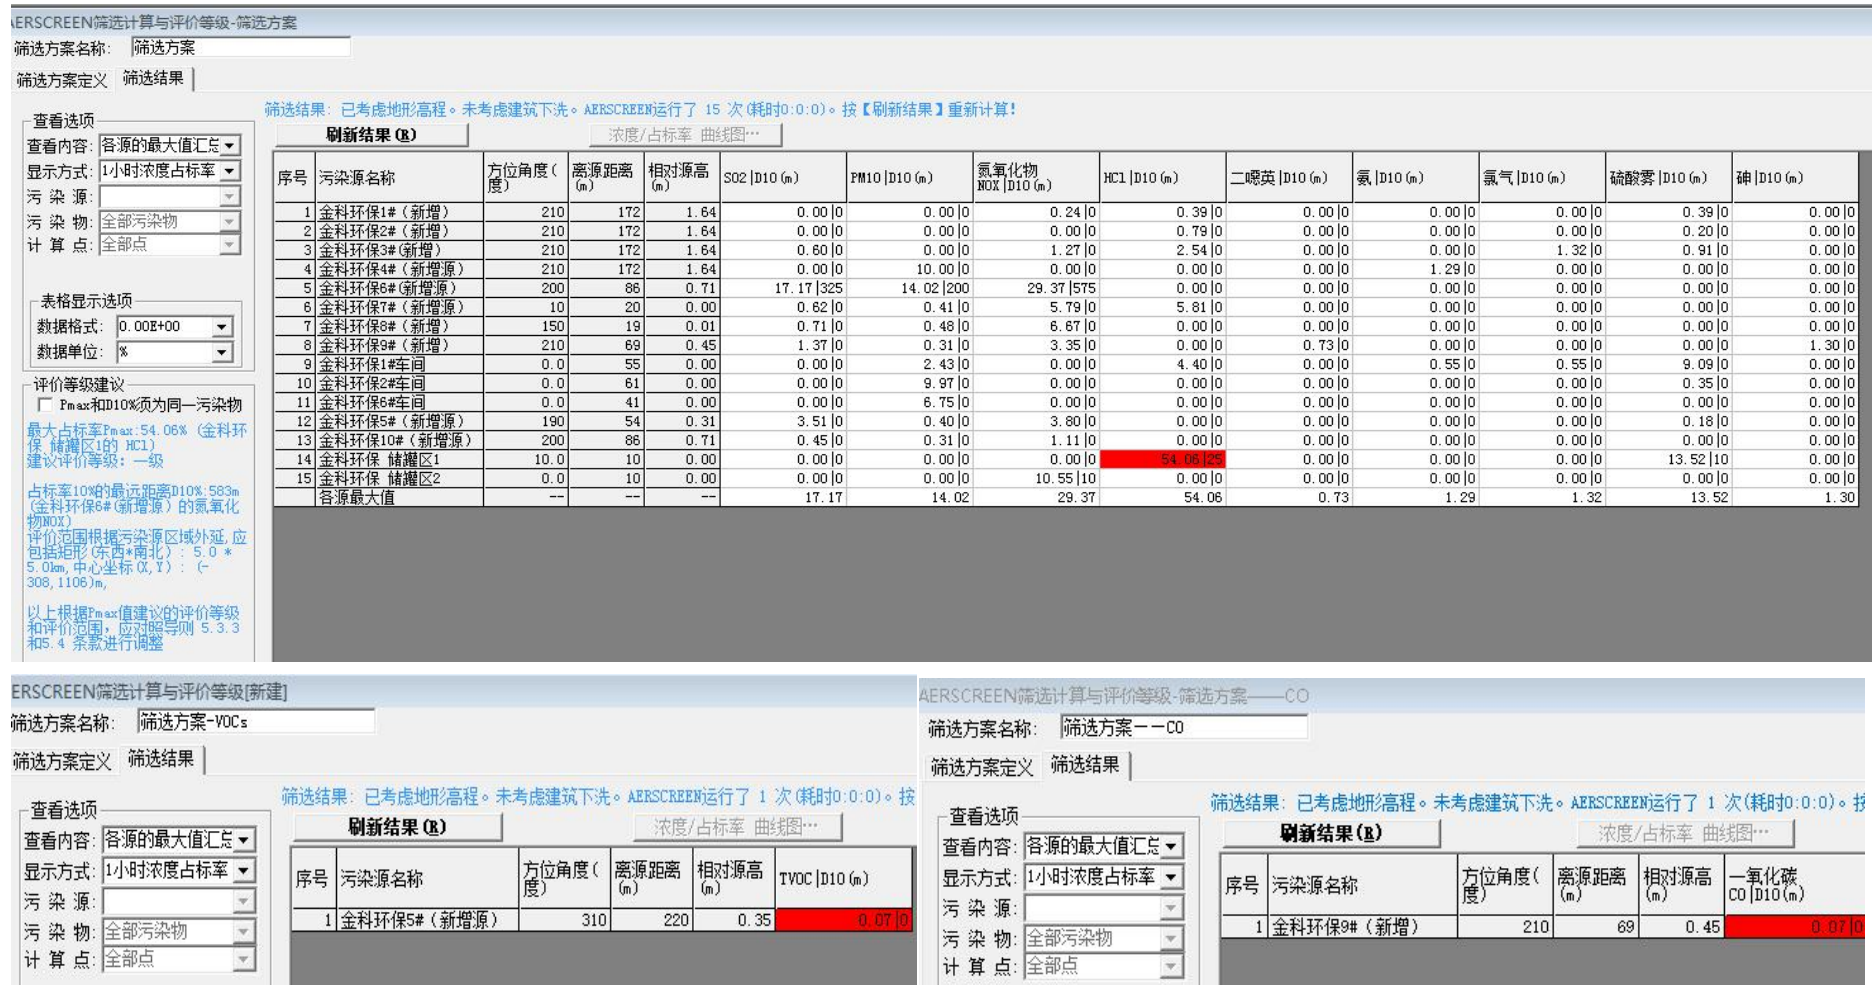 AERSCREEN筛选计算与评价等级-筛选方案
筛选方案名称: 筛选方案
筛选方案定义 筛选结果
筛选结果: 已考虑地形高程。未考虑建筑下洗。AERSCREEN运行了 15 次(耗时0:0:0)。按【刷新结果】重新计算!
刷新结果(R) 浓度/占标率 曲线图…
查看选项
查看内容: 各源的最大值汇总
显示方式: 1小时浓度占标率
污 染 源:
污 染 物: 全部污染物
计 算 点: 全部点
表格显示选项
数据格式: 0.00E+00
数据单位: %
评价等级建议
Pmax和D10%须为同一污染物
最大占标率Pmax:54.06% (金科环
保 储罐区1的 HCl)
建议评价等级: 一级
占标率10%的最远距离D10%:583m
(金科环保6#(新增源) 的氮氧化
物NOX)
评价范围根据污染源区域外延,应
包括矩形(东西*南北): 5.0 *
5.0km,中心坐标(X,Y): (-
308,1106)m,
以上根据Pmax值建议的评价等级
和评价范围, 应对照导则 5.3.3
和5.4 条款进行调整
序号 污染源名称 方位角度(度) 离源距离(m) 相对源高(m) SO2|D10(m) PM10|D10(m) 氮氧化物NOX|D10(m) HCl|D10(m) 二噁英|D10(m) 氨|D10(m) 氯气|D10(m) 硫酸雾|D10(m) 砷|D10(m)
1 金科环保1#(新增) 210 172 1.64 0.00|0 0.00|0 0.24|0 0.39|0 0.00|0 0.00|0 0.00|0 0.39|0 0.00|0
2 金科环保2#(新增) 210 172 1.64 0.00|0 0.00|0 0.00|0 0.79|0 0.00|0 0.00|0 0.00|0 0.20|0 0.00|0
3 金科环保3#(新增) 210 172 1.64 0.60|0 0.00|0 1.27|0 2.54|0 0.00|0 0.00|0 1.32|0 0.91|0 0.00|0
4 金科环保4#(新增源) 210 172 1.64 0.00|0 10.00|0 0.00|0 0.00|0 0.00|0 1.29|0 0.00|0 0.00|0 0.00|0
5 金科环保6#(新增源) 200 86 0.71 17.17|325 14.02|200 29.37|575 0.00|0 0.00|0 0.00|0 0.00|0 0.00|0 0.00|0
6 金科环保7#(新增源) 10 20 0.00 0.62|0 0.41|0 5.79|0 5.81|0 0.00|0 0.00|0 0.00|0 0.00|0 0.00|0
7 金科环保8#(新增) 150 19 0.01 0.71|0 0.48|0 6.67|0 0.00|0 0.00|0 0.00|0 0.00|0 0.00|0 0.00|0
8 金科环保9#(新增) 210 69 0.45 1.37|0 0.31|0 3.35|0 0.00|0 0.73|0 0.00|0 0.00|0 0.00|0 1.30|0
9 金科环保1#车间 0.0 55 0.00 0.00|0 2.43|0 0.00|0 4.40|0 0.00|0 0.55|0 0.55|0 9.09|0 0.00|0
10 金科环保2#车间 0.0 61 0.00 0.00|0 9.97|0 0.00|0 0.00|0 0.00|0 0.00|0 0.00|0 0.35|0 0.00|0
11 金科环保6#车间 0.0 41 0.00 0.00|0 6.75|0 0.00|0 0.00|0 0.00|0 0.00|0 0.00|0 0.00|0 0.00|0
12 金科环保5#(新增源) 190 54 0.31 3.51|0 0.40|0 3.80|0 0.00|0 0.00|0 0.00|0 0.00|0 0.18|0 0.00|0
13 金科环保10#(新增源) 200 86 0.71 0.45|0 0.31|0 1.11|0 0.00|0 0.00|0 0.00|0 0.00|0 0.00|0 0.00|0
14 金科环保 储罐区1 10.0 10 0.00 0.00|0 0.00|0 0.00|0 54.06|25 0.00|0 0.00|0 0.00|0 13.52|10 0.00|0
15 金科环保 储罐区2 0.0 10 0.00 0.00|0 0.00|0 10.55|10 0.00|0 0.00|0 0.00|0 0.00|0 0.00|0 0.00|0
各源最大值 -- -- -- 17.17 14.02 29.37 54.06 0.73 1.29 1.32 13.52 1.30
ERSCREEN筛选计算与评价等级[新建]
筛选方案名称: 筛选方案-VOCs
筛选方案定义 筛选结果
筛选结果: 已考虑地形高程。未考虑建筑下洗。AERSCREEN运行了 1 次(耗时0:0:0)。按
刷新结果(R) 浓度/占标率 曲线图…
查看选项
查看内容: 各源的最大值汇总
显示方式: 1小时浓度占标率
污 染 源:
污 染 物: 全部污染物
计 算 点: 全部点
序号 污染源名称 方位角度(度) 离源距离(m) 相对源高(m) TVOC|D10(m)
1 金科环保5#(新增源) 310 220 0.35 0.07|0
AERSCREEN筛选计算与评价等级-筛选方案——CO
筛选方案名称: 筛选方案——CO
筛选方案定义 筛选结果
筛选结果: 已考虑地形高程。未考虑建筑下洗。AERSCREEN运行了 1 次(耗时0:0:0)。按
刷新结果(R) 浓度/占标率 曲线图…
查看选项
查看内容: 各源的最大值汇总
显示方式: 1小时浓度占标率
污 染 源:
污 染 物: 全部污染物
计 算 点: 全部点
序号 污染源名称 方位角度(度) 离源距离(m) 相对源高(m) 一氧化碳CO|D10(m)
1 金科环保9#(新增) 210 69 0.45 0.07|0